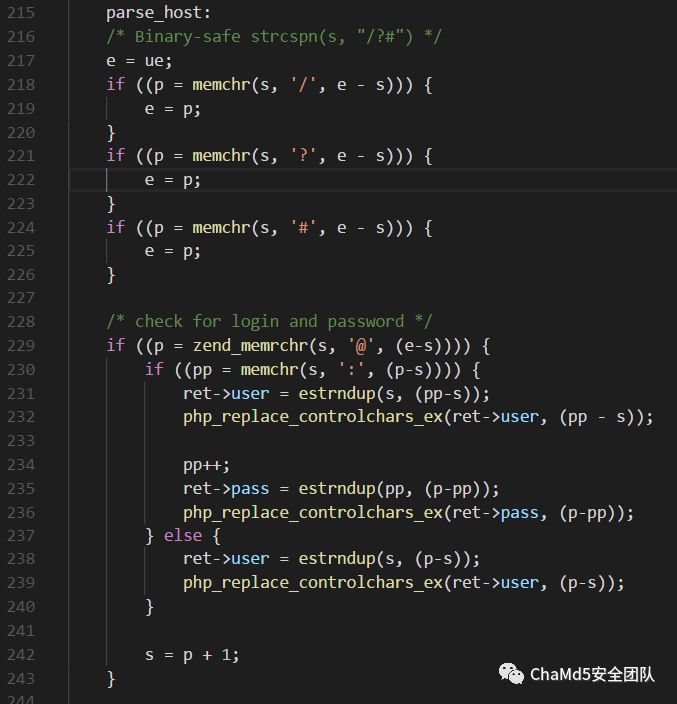 215 parse_host:
216 /* Binary-safe strcspn(s, "/?#") */
217 e = ue;
218 if ((p = memchr(s, '/', e - s))) {
219 e = p;
220 }
221 if ((p = memchr(s, '?', e - s))) {
222 e = p;
223 }
224 if ((p = memchr(s, '#', e - s))) {
225 e = p;
226 }
227
228 /* check for login and password */
229 if ((p = zend_memrchr(s, '@', (e-s)))) {
230 if ((pp = memchr(s, ':', (p-s)))) {
231 ret->user = estrndup(s, (pp-s));
232 php_replace_controlchars_ex(ret->user, (pp - s));
233
234 pp++;
235 ret->pass = estrndup(pp, (p-pp));
236 php_replace_controlchars_ex(ret->pass, (p-pp));
237 } else {
238 ret->user = estrndup(s, (p-s));
239 php_replace_controlchars_ex(ret->user, (p-s));
240 }
241
242 s = p + 1;
243 }
244
ChaMd5安全团队